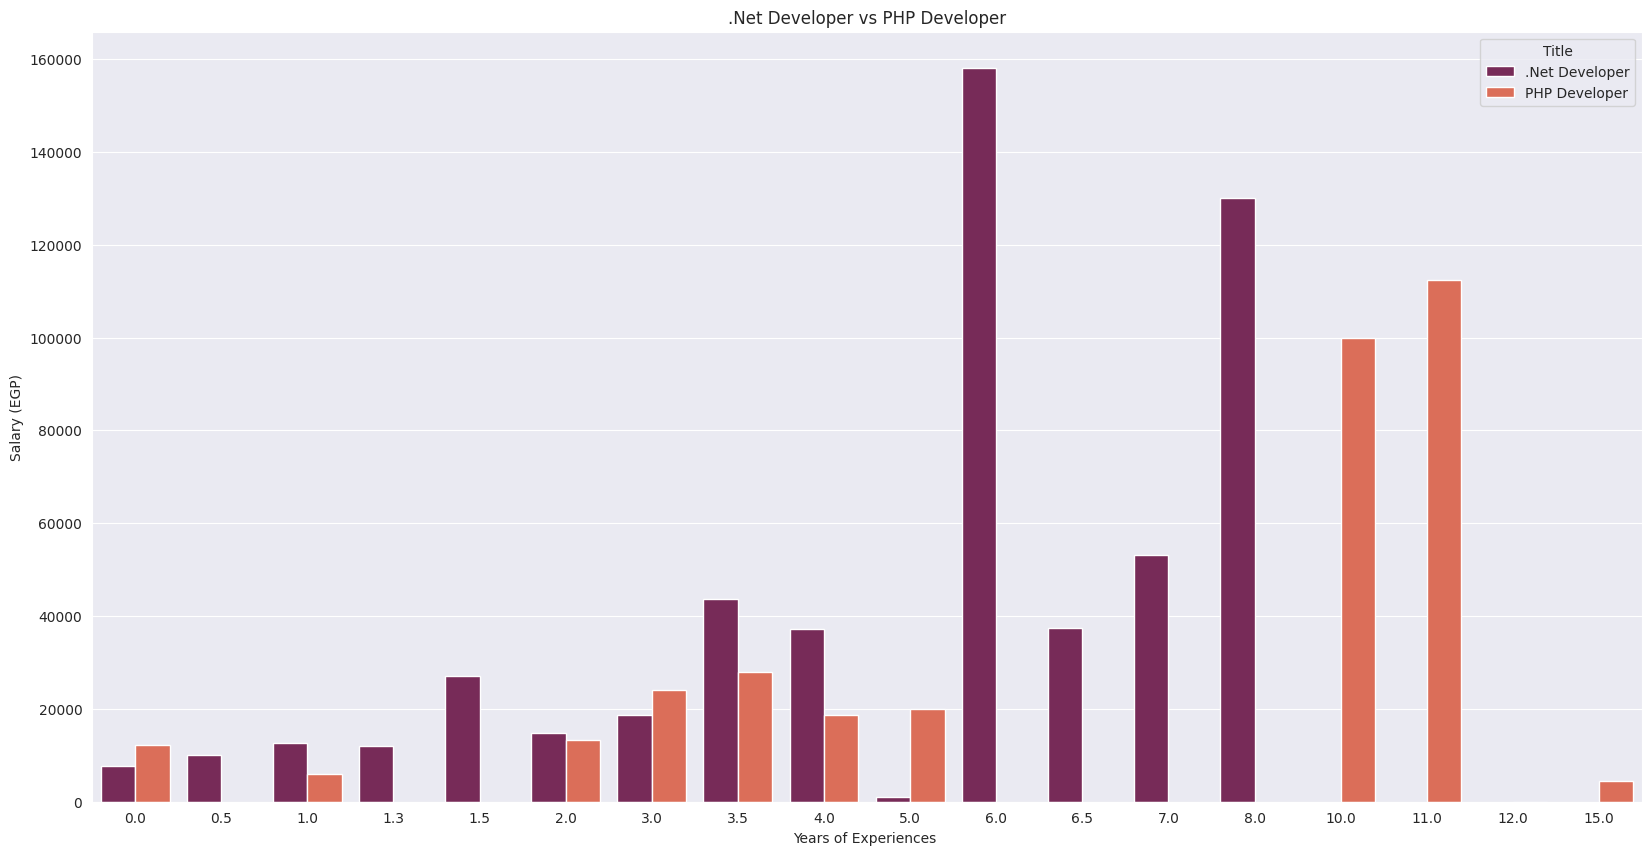 .Net Developer vs PHP Developer
Title
.Net Developer
PHP Developer
160000
140000
120000
100000
80000
60000
40000
20000
0
Salary (EGP)
0.0 0.5 1.0 1.3 1.5 2.0 3.0 3.5 4.0 5.0 6.0 6.5 7.0 8.0 10.0 11.0 12.0 15.0
Years of Experiences